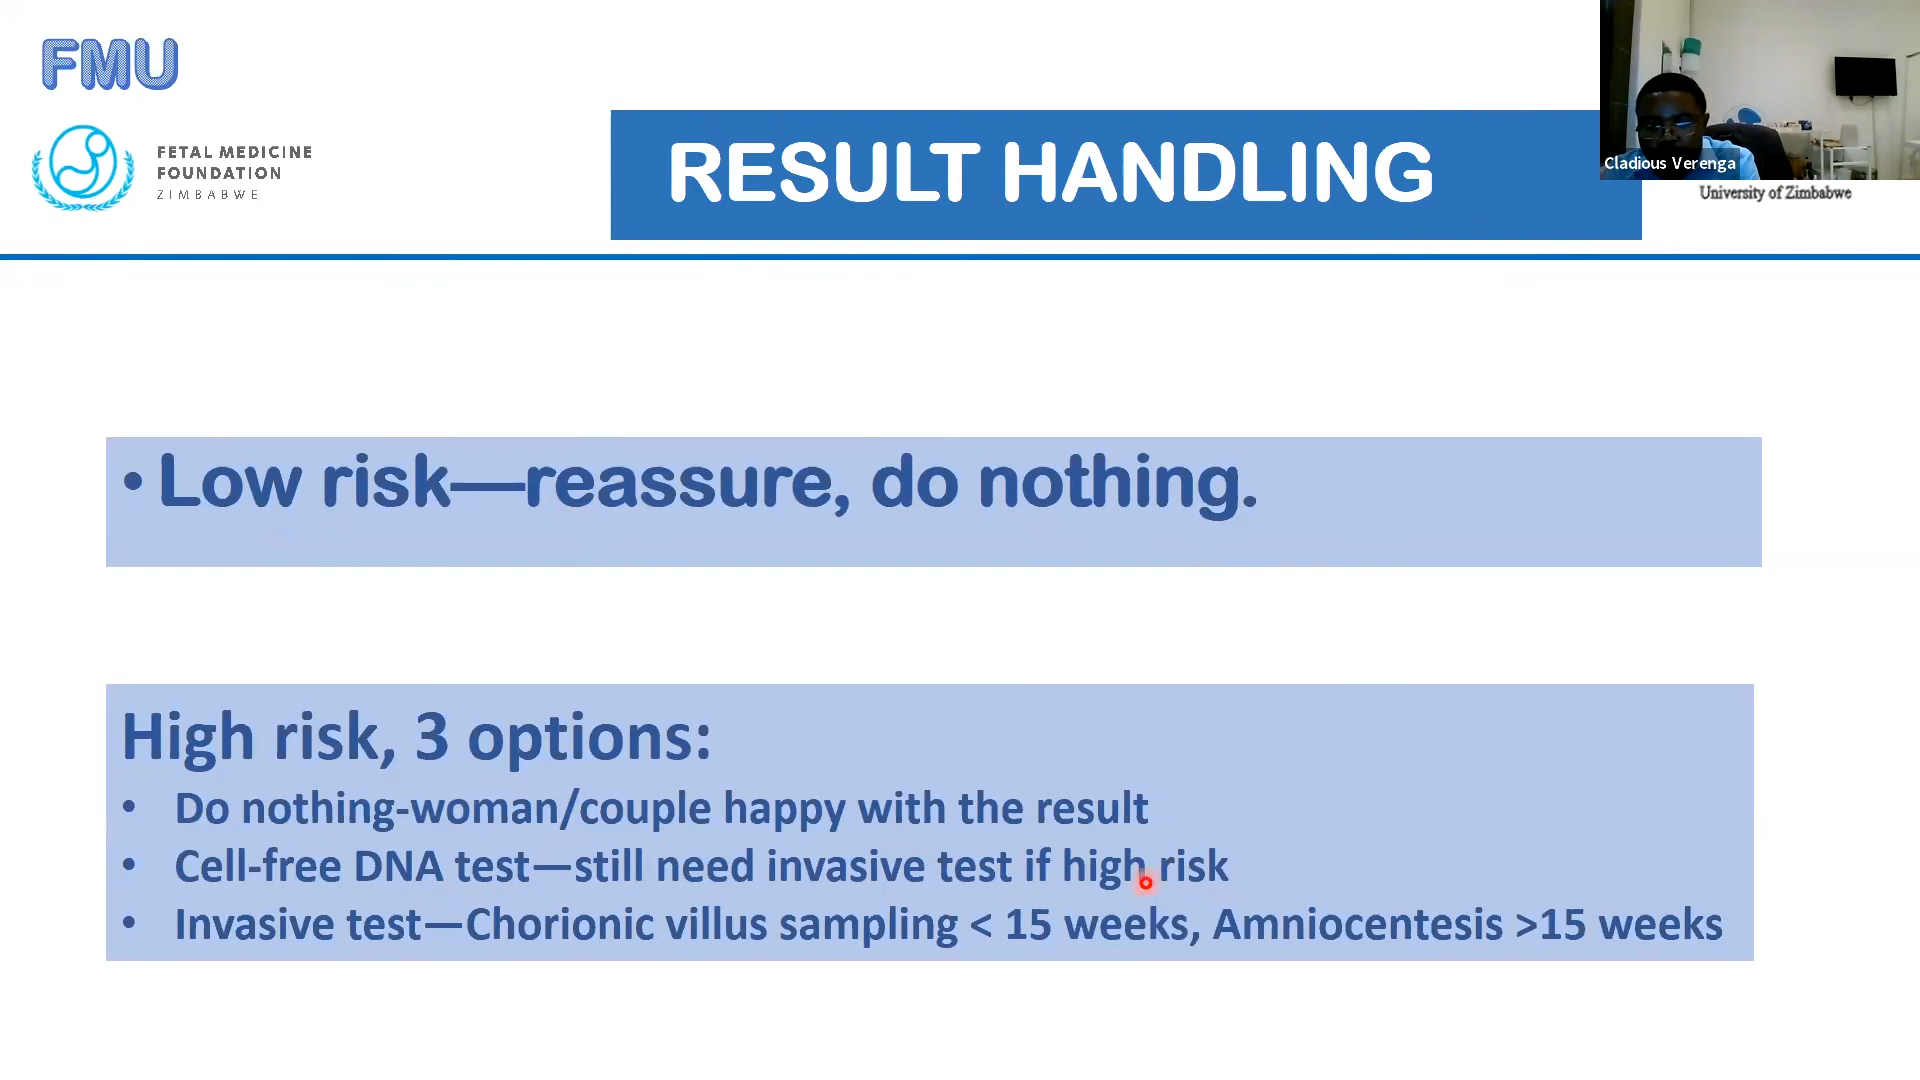 FMU
FETAL MEDICINE
FOUNDATION
ZIMBABWE
RESULT HANDLING
Cladious Verenga
University of Zimbabwe
• Low risk—reassure, do nothing.
High risk, 3 options:
• Do nothing-woman/couple happy with the result
• Cell-free DNA test—still need invasive test if high risk
• Invasive test—Chorionic villus sampling < 15 weeks, Amniocentesis >15 weeks